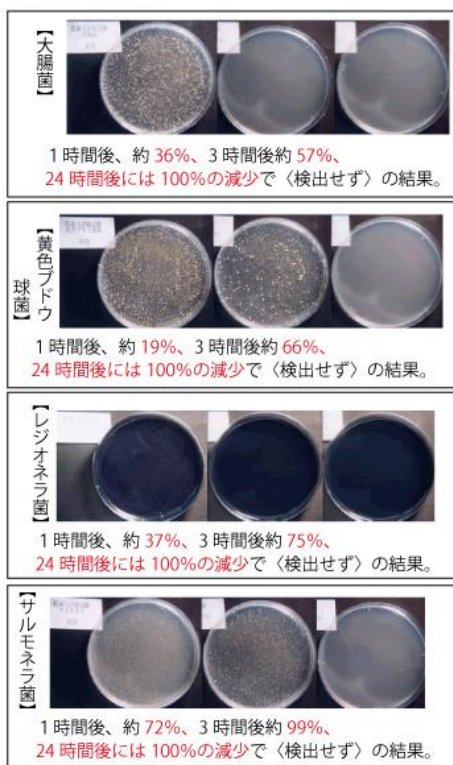 【大腸菌】
1時間後、約36%、3時間後約57%、
24時間後には100%の減少で〈検出せず〉の結果。
【黄色ブドウ
球菌】
1時間後、約19%、3時間後約66%、
24時間後には100%の減少で〈検出せず〉の結果。
【レジオネラ菌】
1時間後、約37%、3時間後約75%、
24時間後には100%の減少で〈検出せず〉の結果。
【サルモネラ菌】
1時間後、約72%、3時間後約99%、
24時間後には100%の減少で〈検出せず〉の結果。